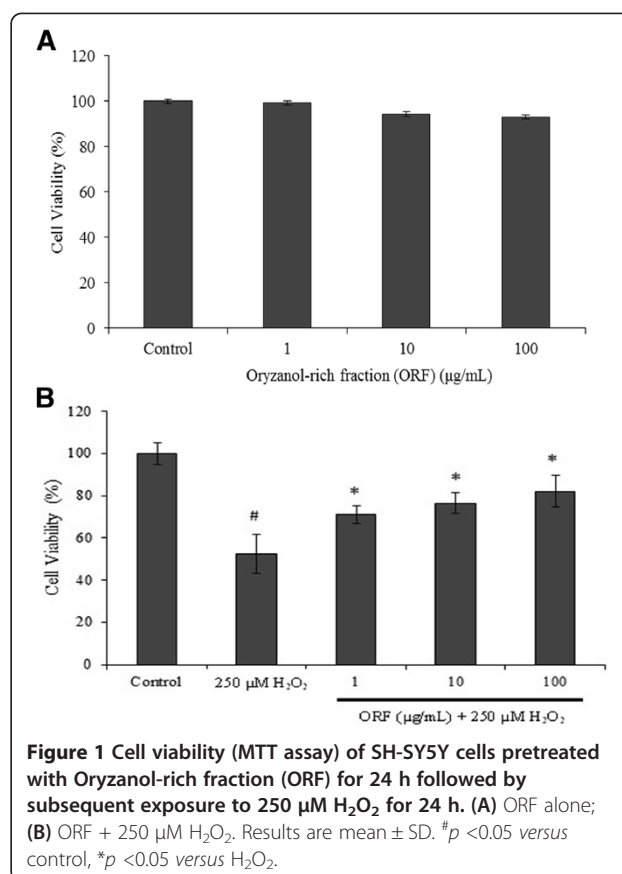 A
120
100
80
60
40
20
0
Cell Viability (%)
Control 1 10 100
Oryzanol-rich fraction (ORF) (µg/mL)
B
120
100
80
60
40
20
0
Cell Viability (%)
# * * *
Control 250 µM H₂O₂ 1 10 100
ORF (µg/mL) + 250 µM H₂O₂
Figure 1 Cell viability (MTT assay) of SH-SY5Y cells pretreated
with Oryzanol-rich fraction (ORF) for 24 h followed by
subsequent exposure to 250 µM H₂O₂ for 24 h. (A) ORF alone;
(B) ORF + 250 µM H₂O₂. Results are mean ± SD. #p <0.05 versus
control, *p <0.05 versus H₂O₂.